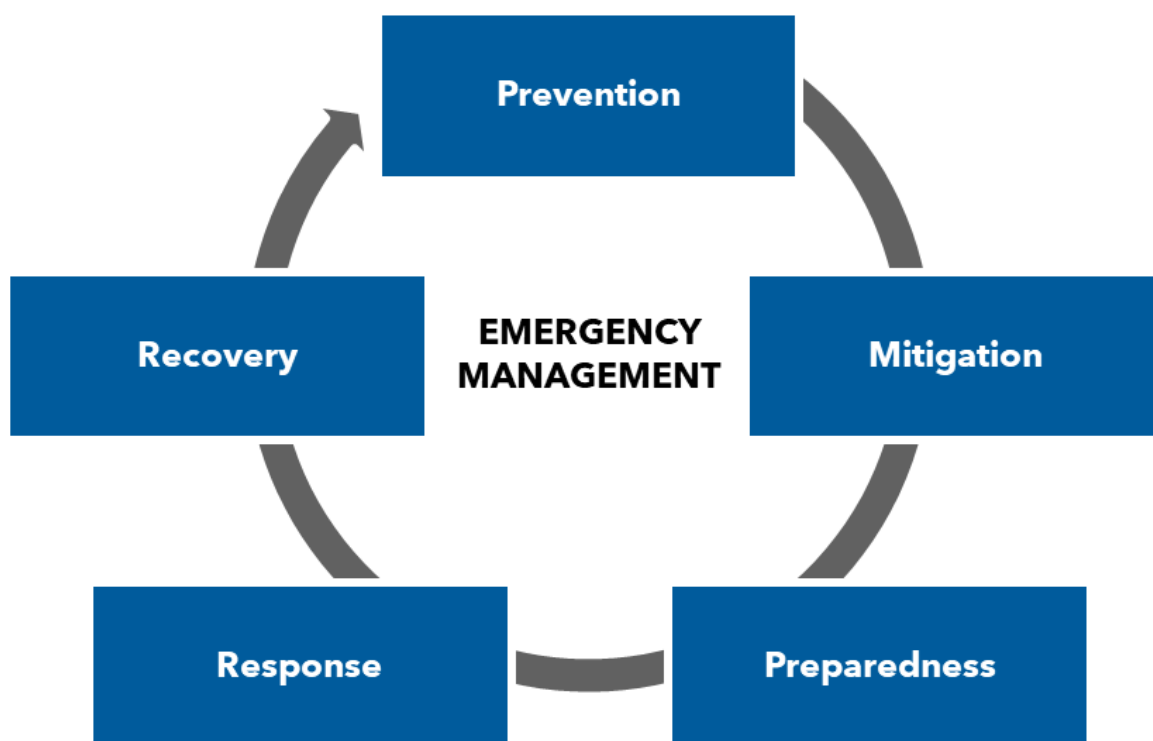 Prevention
Recovery
EMERGENCY
MANAGEMENT
Mitigation
Response
Preparedness